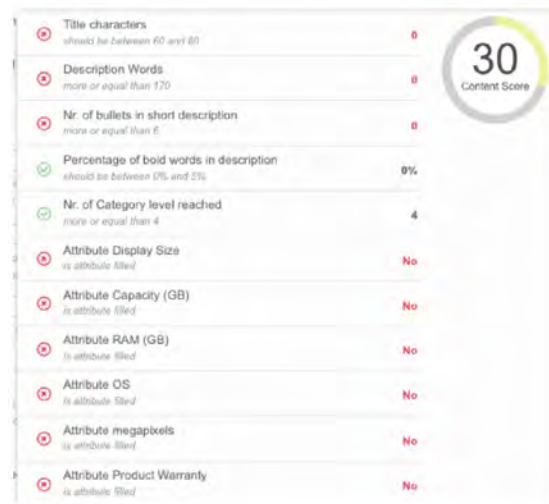 Title characters
should be between 60 and 80
0
Description Words
more or equal than 170
0
Nr. of bullets in short description
more or equal than 6
0
Percentage of bold words in description
should be between 0% and 5%
0%
Nr. of Category level reached
more or equal than 4
4
Attribute Display Size
is attribute filled
No
Attribute Capacity (GB)
is attribute filled
No
Attribute RAM (GB)
is attribute filled
No
Attribute OS
is attribute filled
No
Attribute megapixels
is attribute filled
No
Attribute Product Warranty
is attribute filled
No
30
Content Score